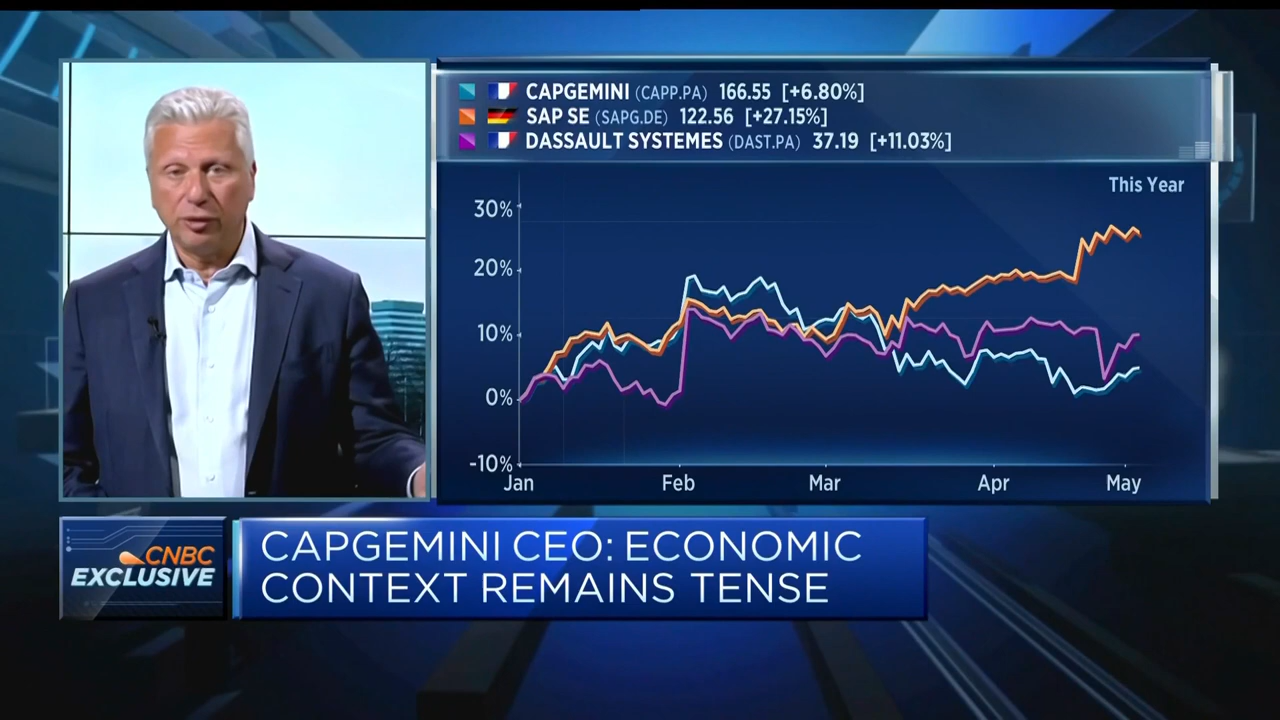 CAPGEMINI (CAPP.PA) 166.55 [+6.80%]
SAP SE (SAPG.DE) 122.56 [+27.15%]
DASSAULT SYSTEMES (DAST.PA) 37.19 [+11.03%]
This Year
30%
20%
10%
0%
-10%
Jan Feb Mar Apr May
CNBC
EXCLUSIVE
CAPGEMINI CEO: ECONOMIC
CONTEXT REMAINS TENSE